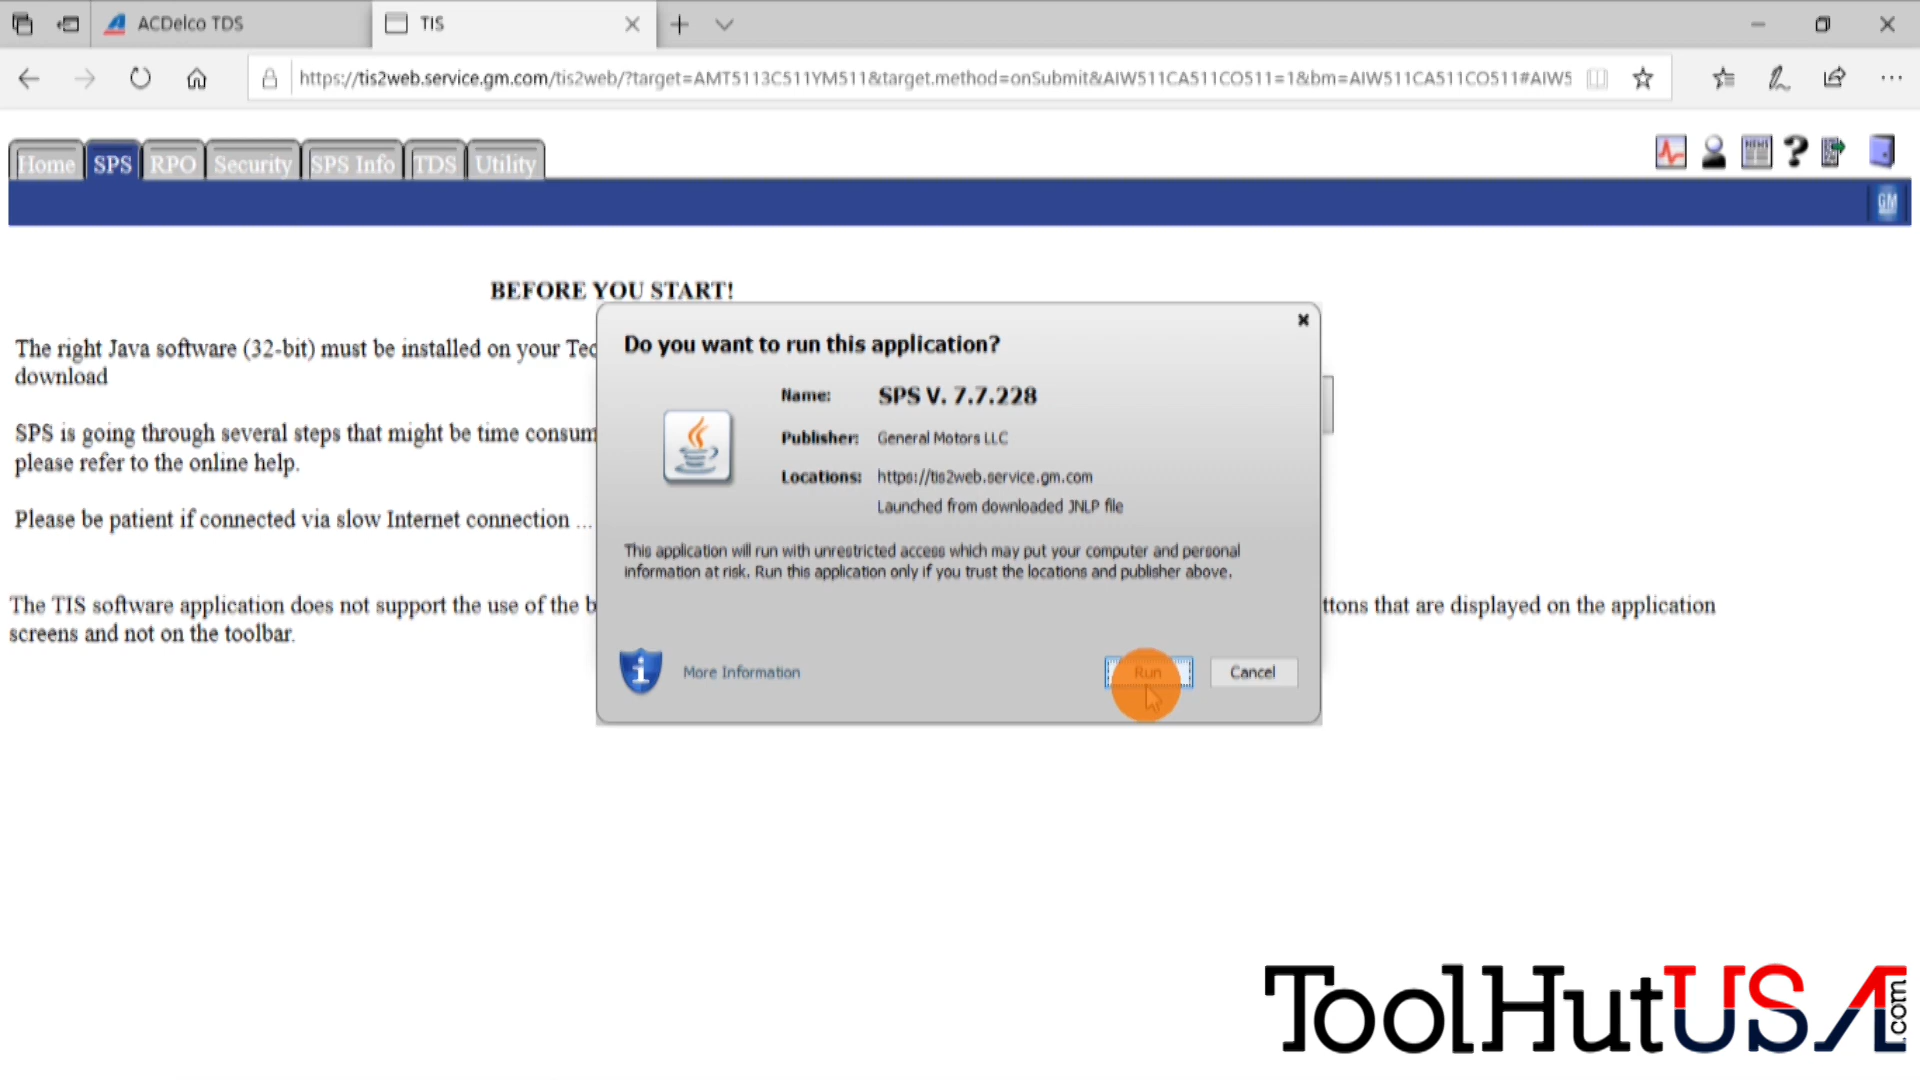 ACDelco TDS
TIS
https://tis2web.service.gm.com/tis2web/?target=AMT5113C511YM511&target.method=onSubmit&AIW511CA511CO511=1&bm=AIW511CA511CO511#AIW5
Home SPS RPO Security SPS Info TDS Utility
NEWS
?
GM
BEFORE YOU START!
The right Java software (32-bit) must be installed on your Tec
download
SPS is going through several steps that might be time consum
please refer to the online help.
Please be patient if connected via slow Internet connection ...
The TIS software application does not support the use of the b
ttons that are displayed on the application
screens and not on the toolbar.
Do you want to run this application?
Name: SPS V. 7.7.228
Publisher: General Motors LLC
Locations: https://tis2web.service.gm.com
Launched from downloaded JNLP file
This application will run with unrestricted access which may put your computer and personal
information at risk. Run this application only if you trust the locations and publisher above.
More Information
Run
Cancel
ToolHutUSA.com